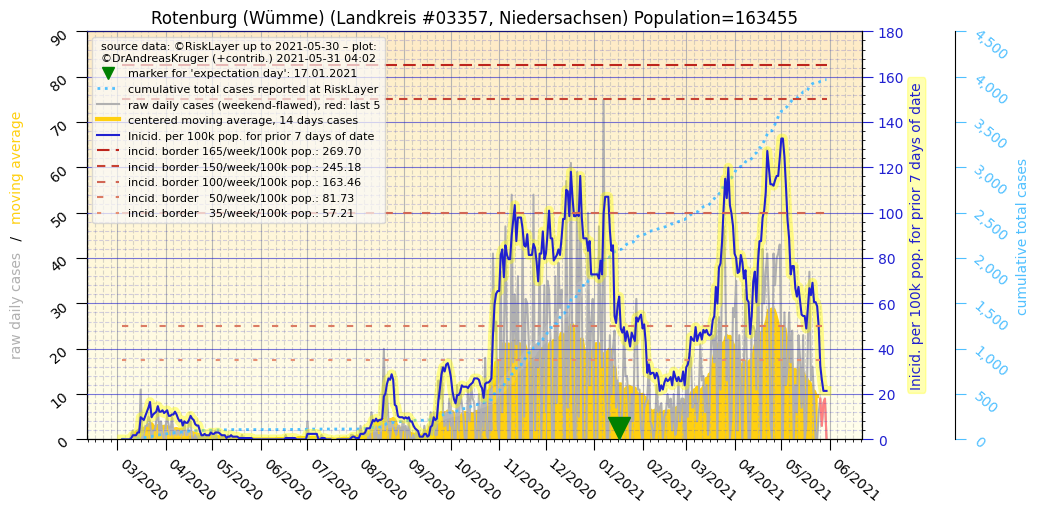 Rotenburg (Wümme) (Landkreis #03357, Niedersachsen) Population=163455
source data: ©RiskLayer up to 2021-05-30 – plot:
©DrAndreasKruger (+contrib.) 2021-05-31 04:02
marker for 'expectation day': 17.01.2021
cumulative total cases reported at RiskLayer
raw daily cases (weekend-flawed), red: last 5
centered moving average, 14 days cases
Inicid. per 100k pop. for prior 7 days of date
incid. border 165/week/100k pop.: 269.70
incid. border 150/week/100k pop.: 245.18
incid. border 100/week/100k pop.: 163.46
incid. border   50/week/100k pop.: 81.73
incid. border   35/week/100k pop.: 57.21
raw daily cases / moving average
90
80
70
60
50
40
30
20
10
0
180
160
140
120
100
80
60
40
20
0
Inicid. per 100k pop. for prior 7 days of date
4,500
4,000
3,500
3,000
2,500
2,000
1,500
1,000
500
0
cumulative total cases
03/2020
04/2020
05/2020
06/2020
07/2020
08/2020
09/2020
10/2020
11/2020
12/2020
01/2021
02/2021
03/2021
04/2021
05/2021
06/2021